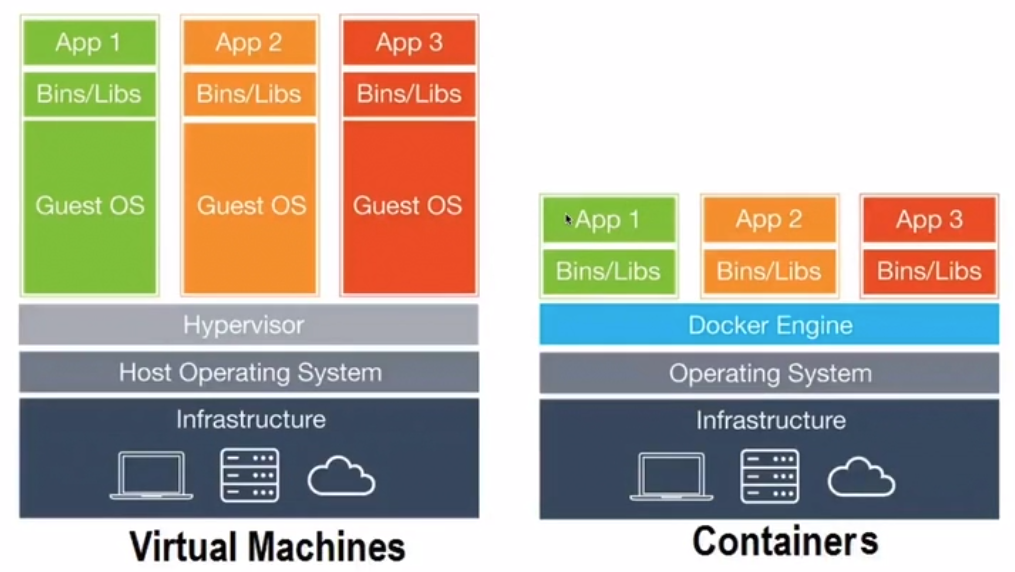 App 1
App 2
App 3
Bins/Libs
Bins/Libs
Bins/Libs
Guest OS
Guest OS
Guest OS
Hypervisor
Host Operating System
Infrastructure
Virtual Machines
App 1
App 2
App 3
Bins/Libs
Bins/Libs
Bins/Libs
Docker Engine
Operating System
Infrastructure
Containers